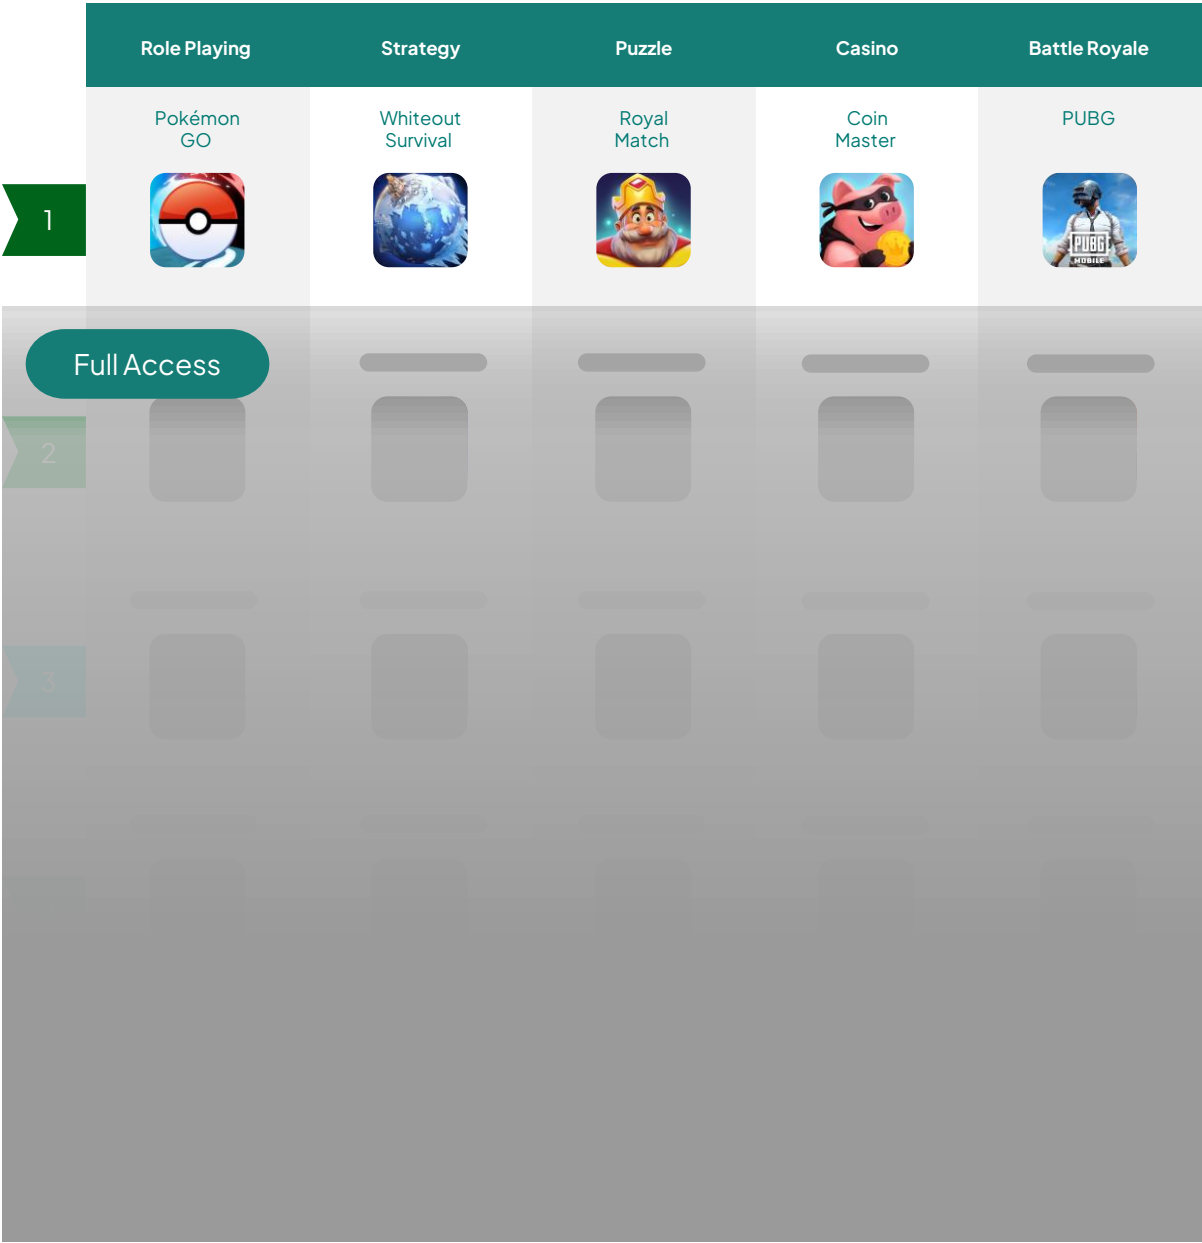 Role Playing
Strategy
Puzzle
Casino
Battle Royale
Pokémon
GO
Whiteout
Survival
Royal
Match
Coin
Master
PUBG
1
PUBG
MOBILE
Full Access
2
3